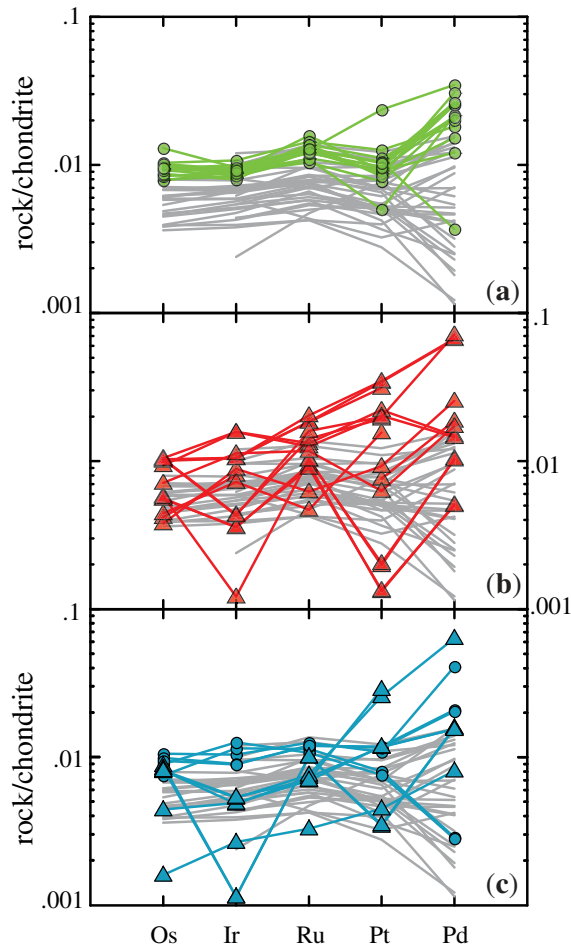 .1
rock/chondrite
.01
.001
(a)
.1
.01
(b)
.001
.1
rock/chondrite
.01
.001
(c)
Os Ir Ru Pt Pd